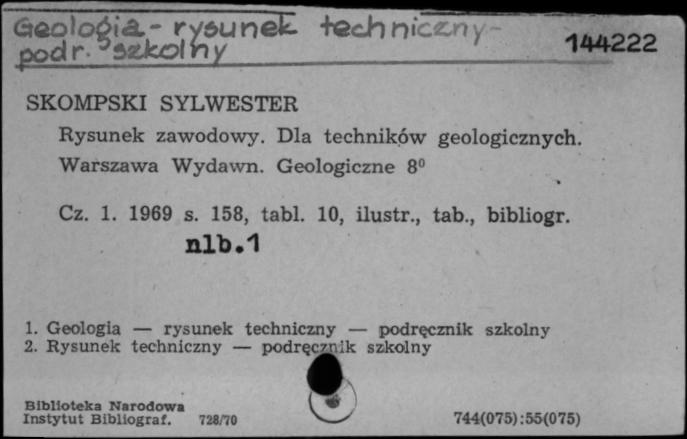 Geologia - rysunek techniczny -
podr. szkolny
144222
SKOMPSKI SYLWESTER
Rysunek zawodowy. Dla techników geologicznych.
Warszawa Wydawn. Geologiczne 8⁰
Cz. 1. 1969 s. 158, tabl. 10, ilustr., tab., bibliogr.
nlb.1
1. Geologia — rysunek techniczny — podręcznik szkolny
2. Rysunek techniczny — podręcznik szkolny
Biblioteka Narodowa
Instytut Bibliograf. 728/70 744(075):55(075)